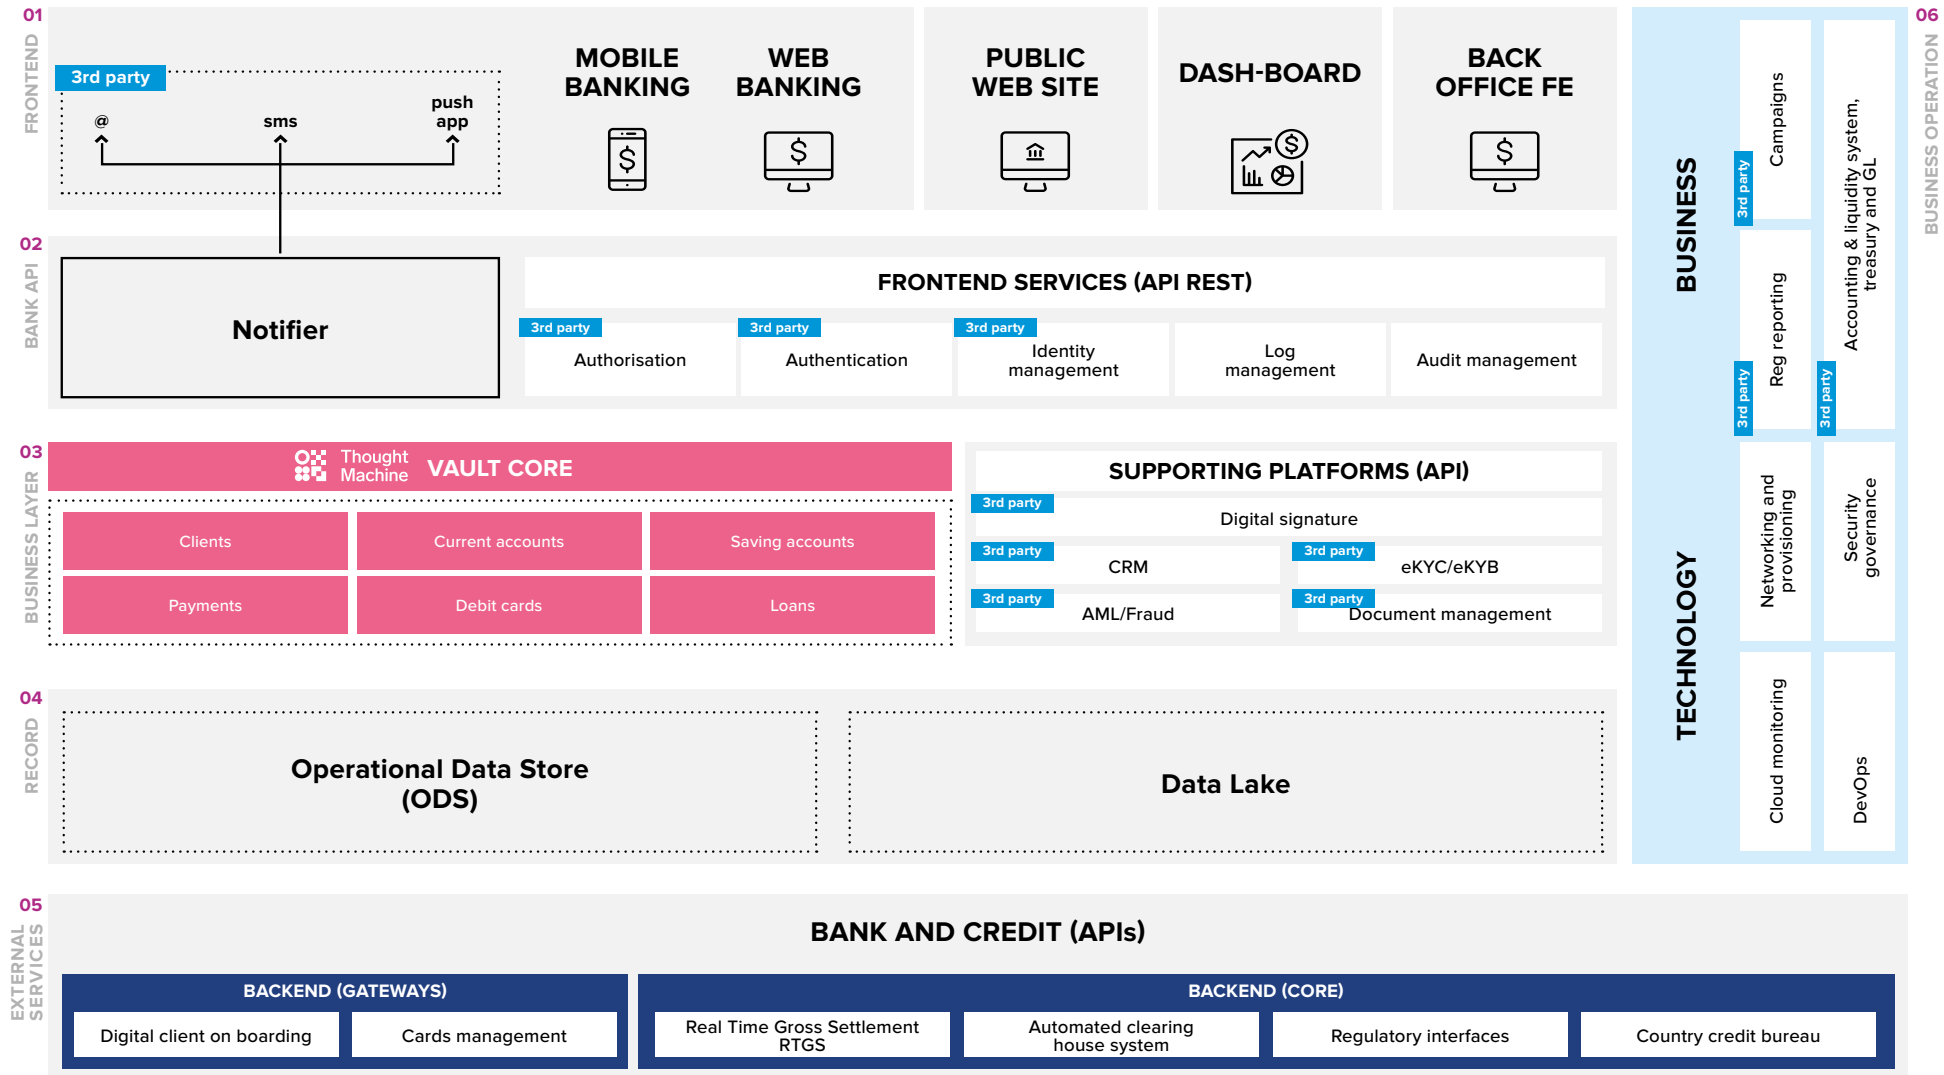 01
FRONTEND
3rd party
@
sms
push
app
MOBILE
BANKING
WEB
BANKING
PUBLIC
WEB SITE
DASH-BOARD
BACK
OFFICE FE
02
BANK API
Notifier
FRONTEND SERVICES (API REST)
3rd party
Authorisation
3rd party
Authentication
3rd party
Identity
management
Log
management
Audit management
03
BUSINESS LAYER
Thought
Machine
VAULT CORE
Clients
Current accounts
Saving accounts
Payments
Debit cards
Loans
SUPPORTING PLATFORMS (API)
3rd party
Digital signature
3rd party
CRM
3rd party
eKYC/eKYB
3rd party
AML/Fraud
3rd party
Document management
04
RECORD
Operational Data Store
(ODS)
Data Lake
05
EXTERNAL
SERVICES
BANK AND CREDIT (APIs)
BACKEND (GATEWAYS)
Digital client on boarding
Cards management
BACKEND (CORE)
Real Time Gross Settlement
RTGS
Automated clearing
house system
Regulatory interfaces
Country credit bureau
06
BUSINESS OPERATION
BUSINESS
3rd party
Campaigns
3rd party
Reg reporting
3rd party
Accounting & liquidity system,
treasury and GL
TECHNOLOGY
Networking and
provisioning
Security
governance
Cloud monitoring
DevOps